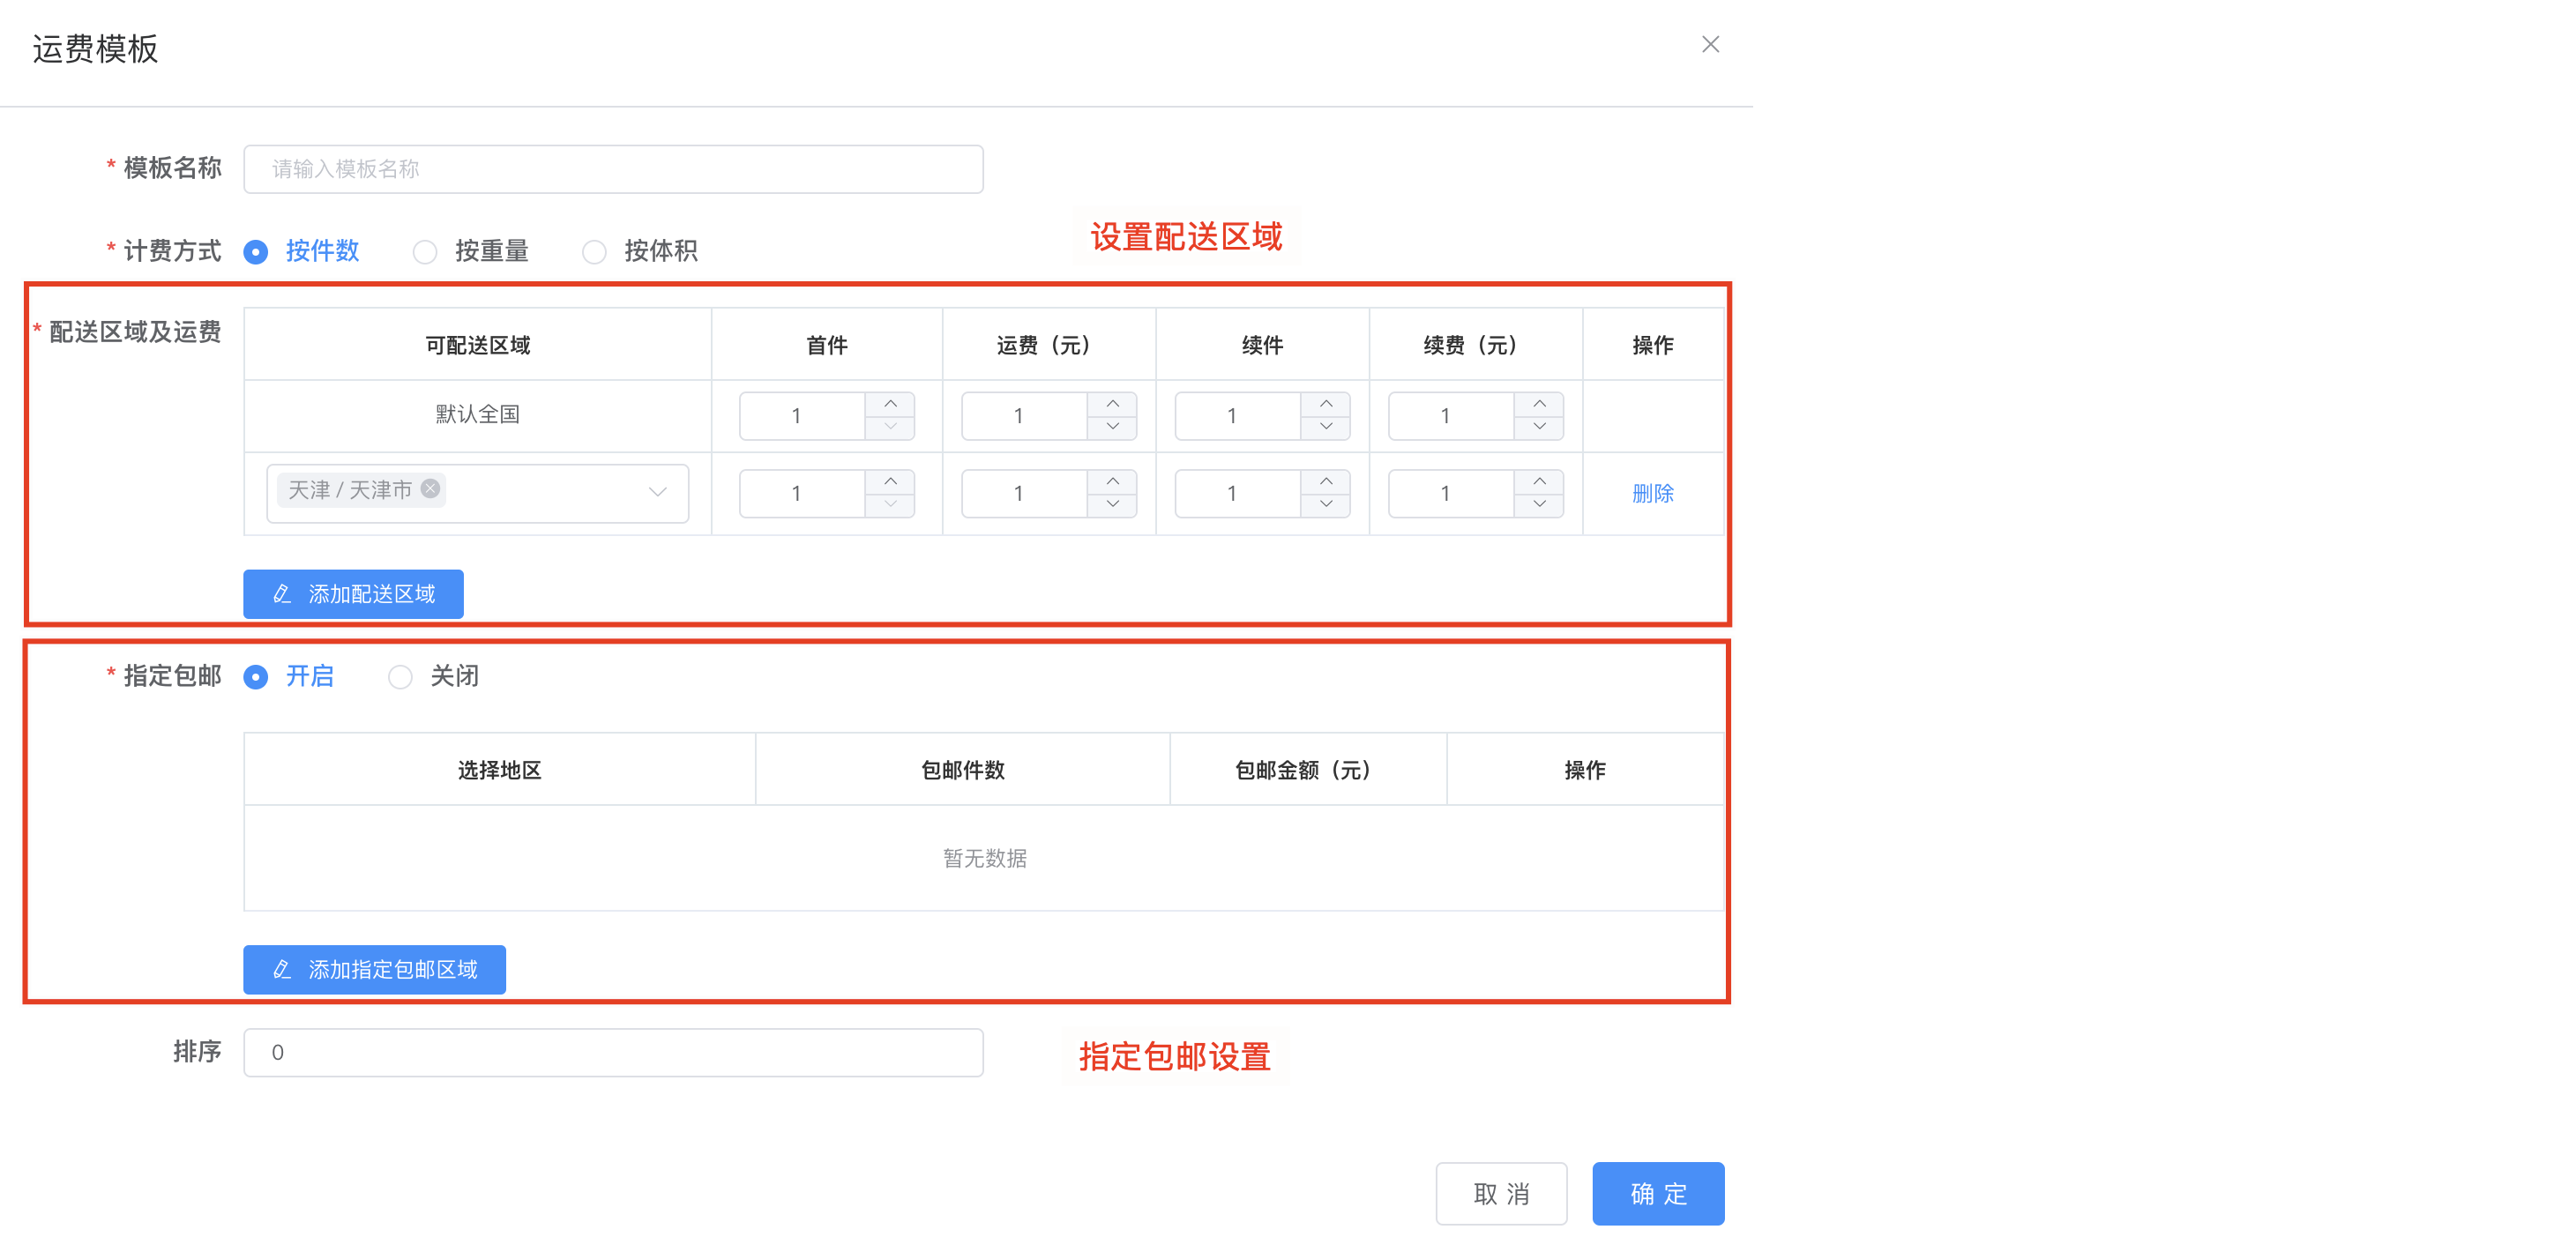 运费模板
* 模板名称 请输入模板名称
* 计费方式 按件数 按重量 按体积
设置配送区域
* 配送区域及运费
可配送区域 首件 运费（元） 续件 续费（元） 操作
默认全国 1 1 1 1
天津 / 天津市 1 1 1 1 删除
添加配送区域
* 指定包邮 开启 关闭
选择地区 包邮件数 包邮金额（元） 操作
暂无数据
添加指定包邮区域
排序 0
指定包邮设置
取 消 确 定